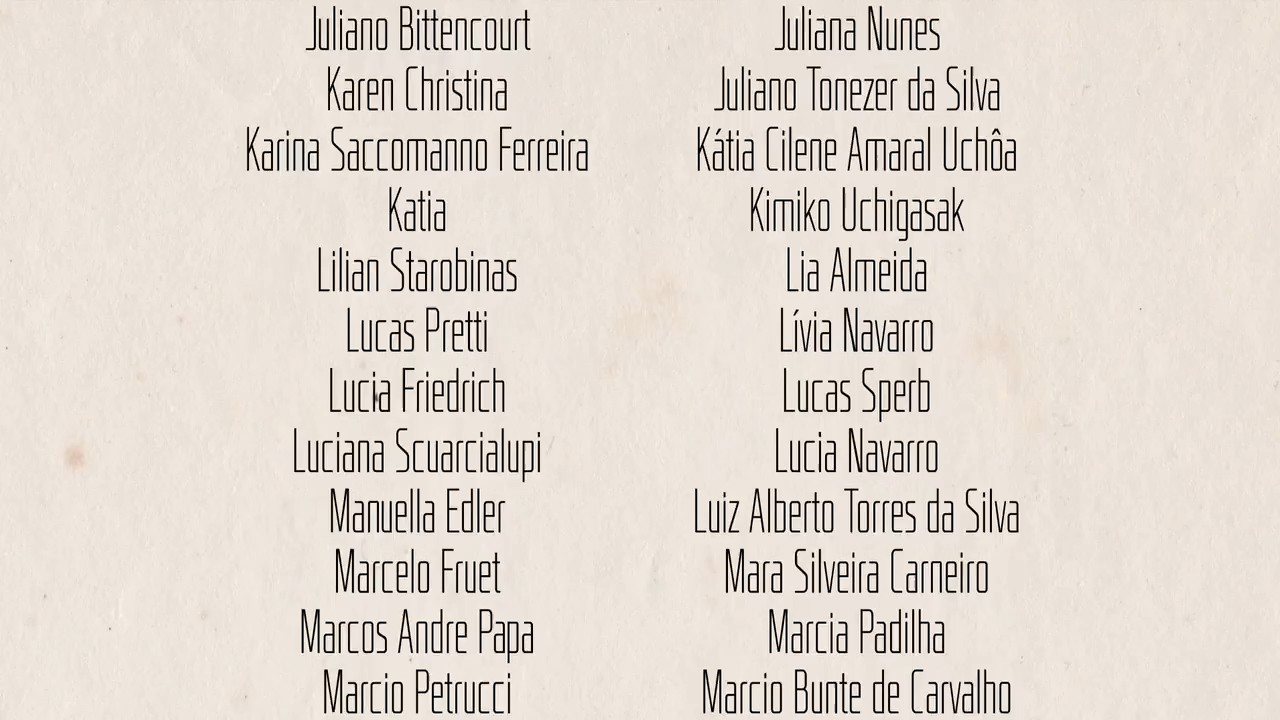 Juliano Bittencourt
Juliana Nunes
Karen Christina
Juliano Tonezer da Silva
Karina Saccomanno Ferreira
Kátia Cilene Amaral Uchôa
Katia
Kimiko Uchigasak
Lilian Starobinas
Lia Almeida
Lucas Pretti
Lívia Navarro
Lucia Friedrich
Lucas Sperb
Luciana Scuarcialupi
Lucia Navarro
Manuella Edler
Luiz Alberto Torres da Silva
Marcelo Fruet
Mara Silveira Carneiro
Marcos Andre Papa
Marcia Padilha
Marcio Petrucci
Marcio Bunte de Carvalho